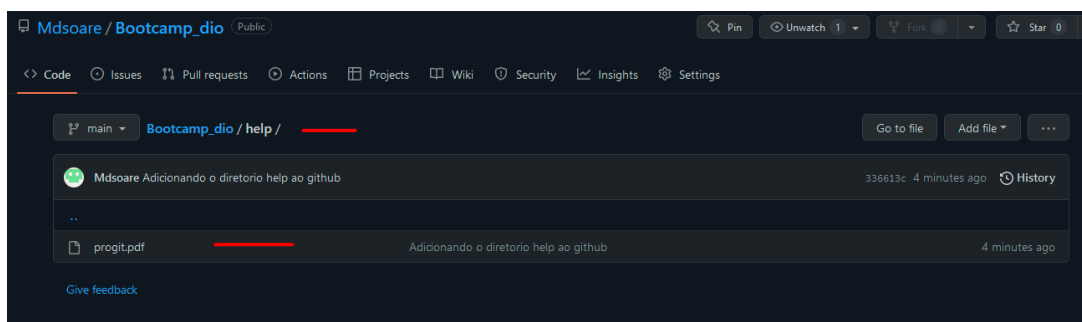 Mdsoare / Bootcamp_dio Public Pin Unwatch 1 Fork 0 Star 0
<> Code Issues Pull requests Actions Projects Wiki Security Insights Settings
main Bootcamp_dio / help / Go to file Add file ...
Mdsoare Adicionando o diretorio help ao github 336613c 4 minutes ago History
..
progit.pdf Adicionando o diretorio help ao github 4 minutes ago
Give feedback